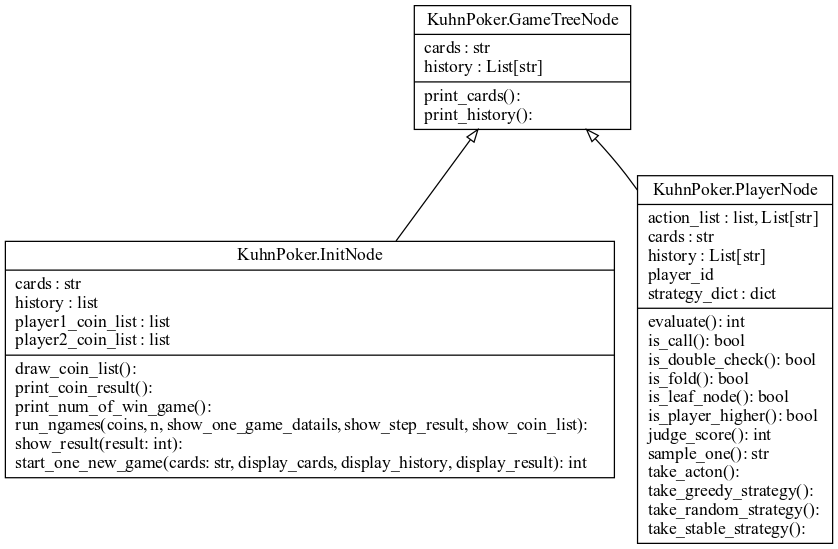 KuhnPoker.GameTreeNode
cards : str
history : List[str]
print_cards():
print_history():
KuhnPoker.InitNode
cards : str
history : list
player1_coin_list : list
player2_coin_list : list
draw_coin_list():
print_coin_result():
print_num_of_win_game():
run_ngames(coins, n, show_one_game_datails, show_step_result, show_coin_list):
show_result(result: int):
start_one_new_game(cards: str, display_cards, display_history, display_result): int
KuhnPoker.PlayerNode
action_list : list, List[str]
cards : str
history : List[str]
player_id
strategy_dict : dict
evaluate(): int
is_call(): bool
is_double_check(): bool
is_fold(): bool
is_leaf_node(): bool
is_player_higher(): bool
judge_score(): int
sample_one(): str
take_acton():
take_greedy_strategy():
take_random_strategy():
take_stable_strategy():